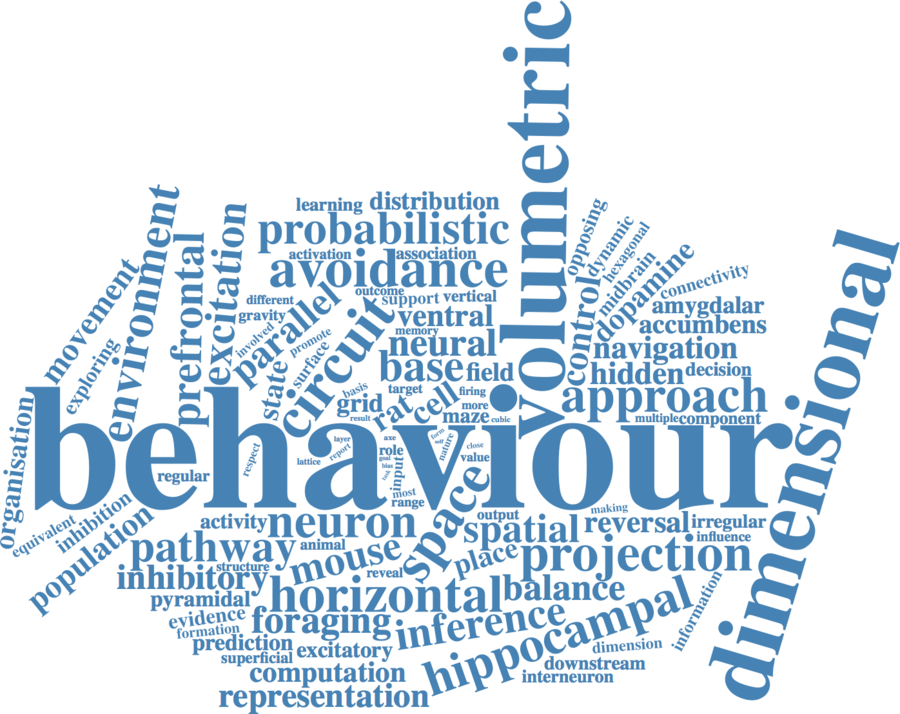 volumetric
learning
distribution
probabilistic
activation
association
avoidance
movement
environment
prefrontal
excitation
exploring
different
gravity
involved
promote
parallel
outcome
support
vertical
circuit
ventral
memory
neural
state
surface
opposing
dynamic
hexagonal
midbrain
control
dopamine
connectivity
amygdalar
accumbens
navigation
hidden
decision
dimensional
base
field
basis
target
firing
grid
result
rat
cell
more
maze
cubic
approach
multiple
component
organisation
behaviour
respect
regular
lattice
layer
report
axe
role
goal
bias
task
input
form
self
nature
close
value
most
range
space
equivalent
inhibition
population
activity
neuron
output
making
spatial
reversal
irregular
influence
pathway
animal
structure
mouse
place
projection
inhibitory
reveal
pyramidal
horizontal
balance
evidence
formation
foraging
inference
hippocampal
information
prediction
excitatory
superficial
dimension
downstream
interneuron
computation
representation